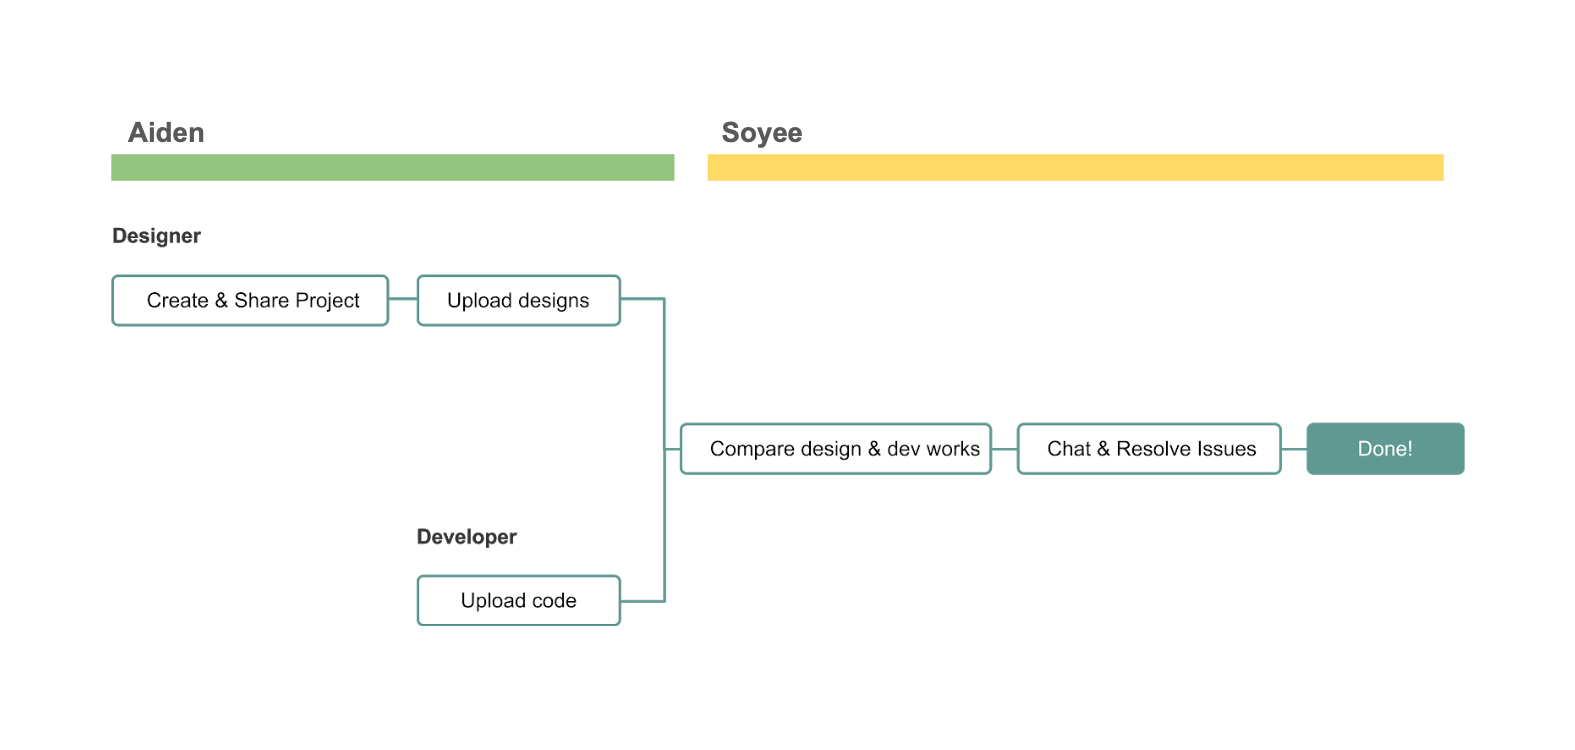 Aiden
Soyee
Designer
Create & Share Project
Upload designs
Compare design & dev works
Chat & Resolve Issues
Done!
Developer
Upload code